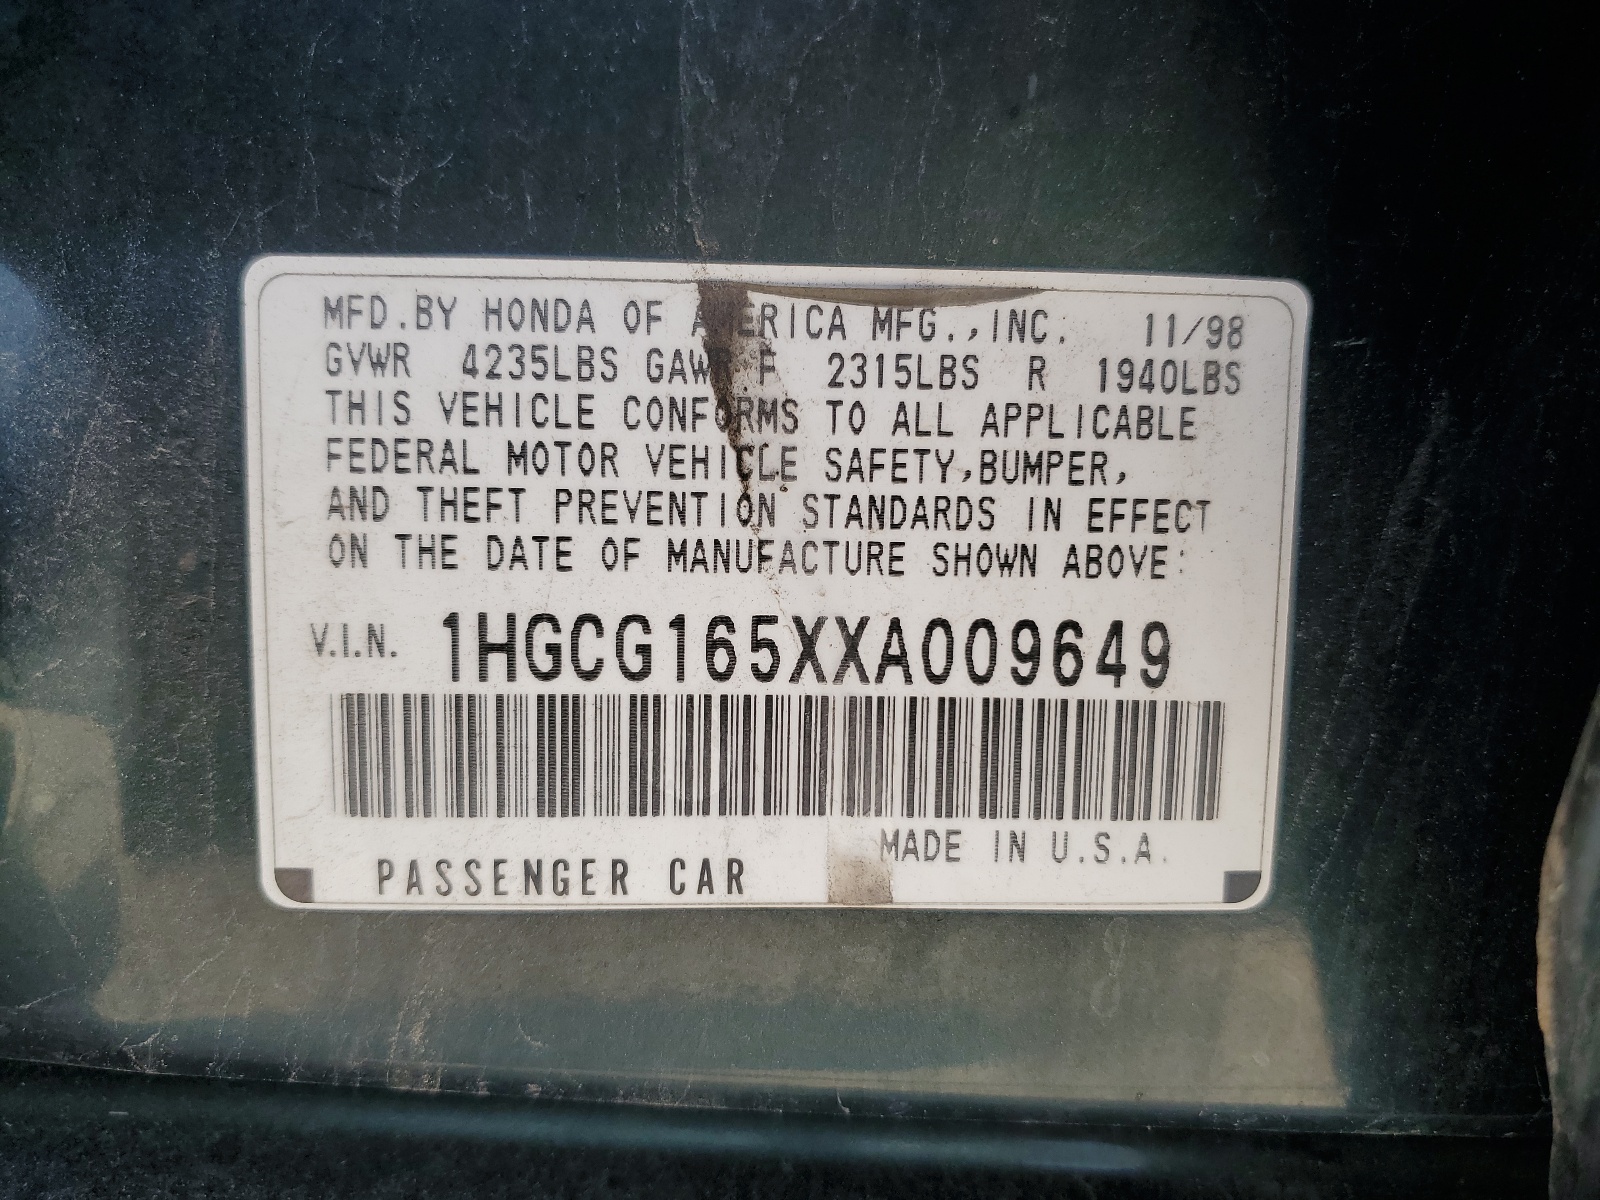 MFD.BY HONDA OF AMERICA MFG.,INC. 11/98
GVWR 4235LBS GAWR F 2315LBS R 1940LBS
THIS VEHICLE CONFORMS TO ALL APPLICABLE
FEDERAL MOTOR VEHICLE SAFETY,BUMPER,
AND THEFT PREVENTION STANDARDS IN EFFECT
ON THE DATE OF MANUFACTURE SHOWN ABOVE:
V.I.N. 1HGCG165XXA009649
MADE IN U.S.A.
PASSENGER CAR